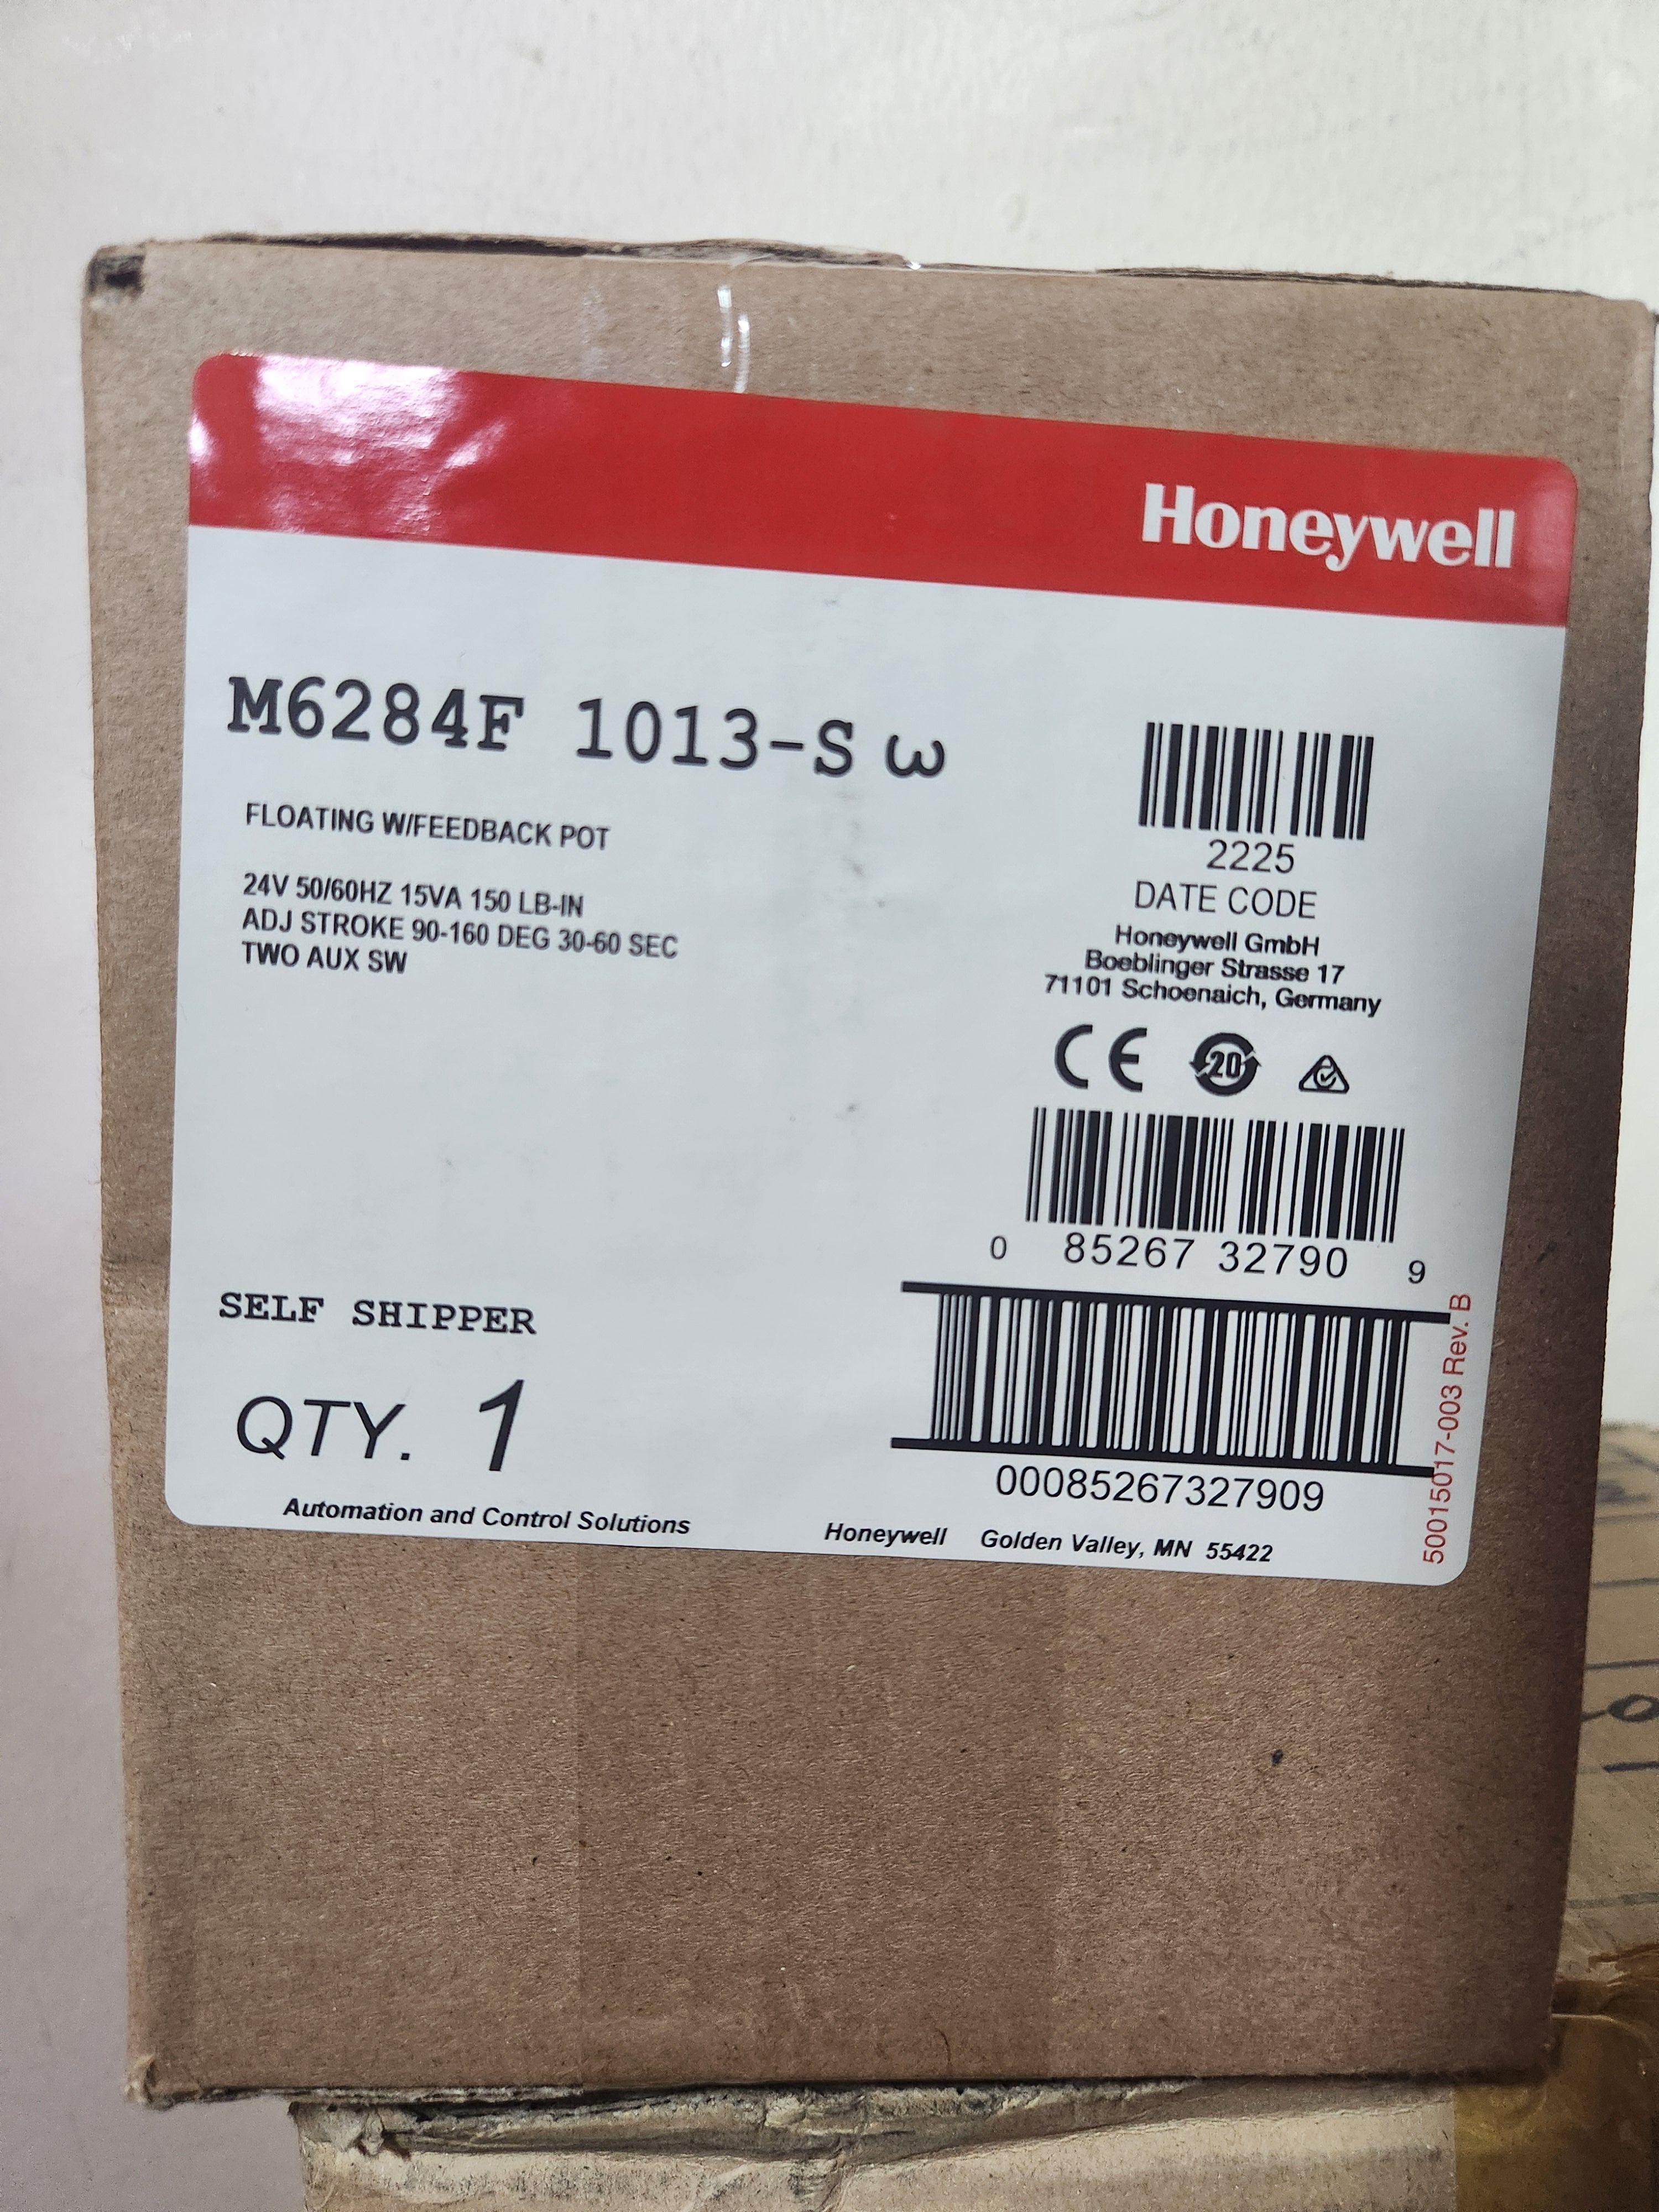 Honeywell
M6284F 1013-S ω
FLOATING W/FEEDBACK POT
24V 50/60HZ 15VA 150 LB-IN
ADJ STROKE 90-160 DEG 30-60 SEC
TWO AUX SW
2225
DATE CODE
Honeywell GmbH
Boeblinger Strasse 17
71101 Schoenaich, Germany
CE 20
0 85267 32790 9
SELF SHIPPER
QTY. 1
00085267327909
50015017-003 Rev. B
Automation and Control Solutions Honeywell Golden Valley, MN 55422